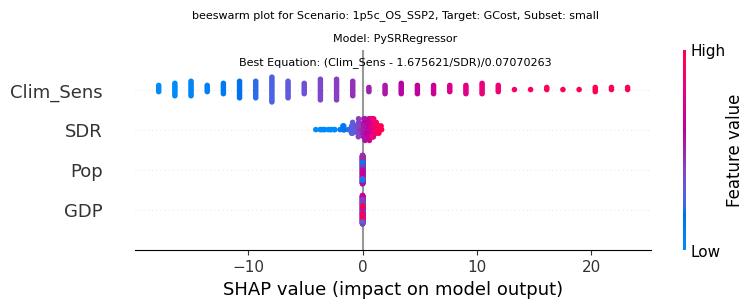 beeswarm plot for Scenario: 1p5c_OS_SSP2, Target: GCost, Subset: small
Model: PySRRegressor
Best Equation: (Clim_Sens - 1.675621/SDR)/0.07070263
High
Clim_Sens
SDR
Pop
GDP
Feature value
Low
−10 0 10 20
SHAP value (impact on model output)